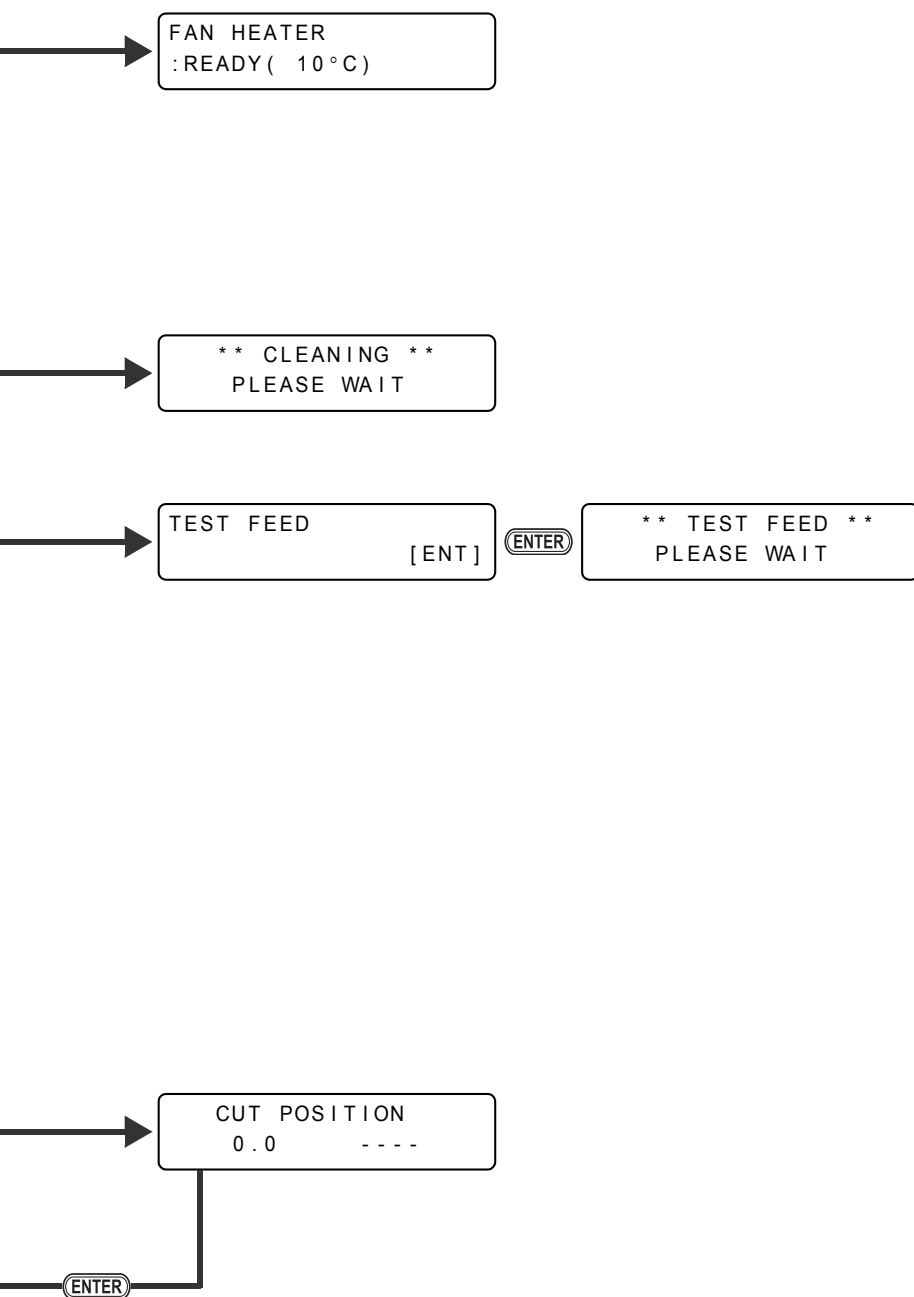 FAN HEATER
:READY( 10°C)
** CLEANING **
PLEASE WAIT
TEST FEED
[ENT]
ENTER
** TEST FEED **
PLEASE WAIT
CUT POSITION
0.0 ----
ENTER